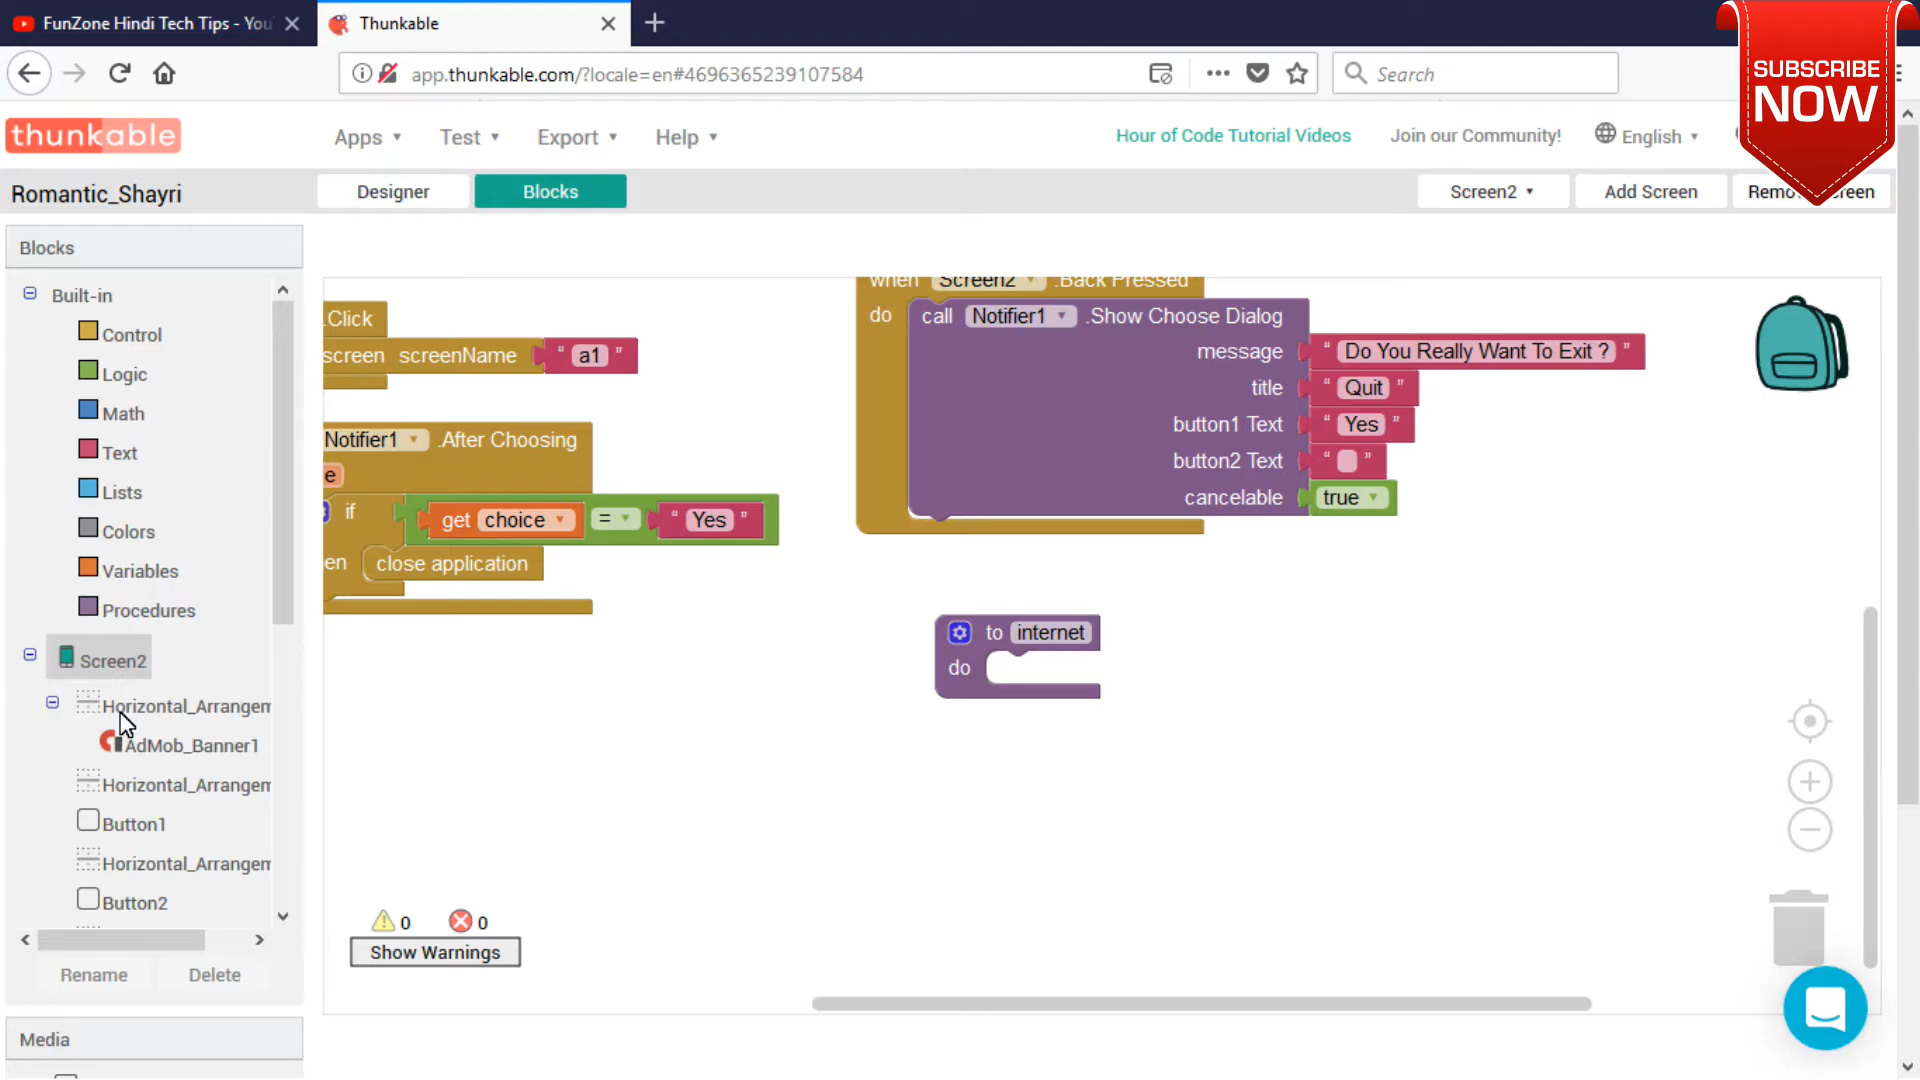 FunZone Hindi Tech Tips - You
Thunkable
app.thunkable.com/?locale=en#4696365239107584
Search
SUBSCRIBE
NOW
thunkable
Apps
Test
Export
Help
Hour of Code Tutorial Videos
Join our Community!
English
Romantic_Shayri
Designer
Blocks
Screen2
Add Screen
Remo
reen
Blocks
Built-in
Control
Logic
Math
Text
Lists
Colors
Variables
Procedures
Screen2
Horizontal_Arrangem
AdMob_Banner1
Horizontal_Arrangem
Button1
Horizontal_Arrangem
Button2
Rename
Delete
Media
.Click
screen screenName " a1 "
Notifier1 .After Choosing
e
if get choice = " Yes "
en close application
when Screen2 .Back Pressed
do call Notifier1 .Show Choose Dialog
message " Do You Really Want To Exit ? "
title " Quit "
button1 Text " Yes "
button2 Text " "
cancelable true
to internet
do
0 0
Show Warnings